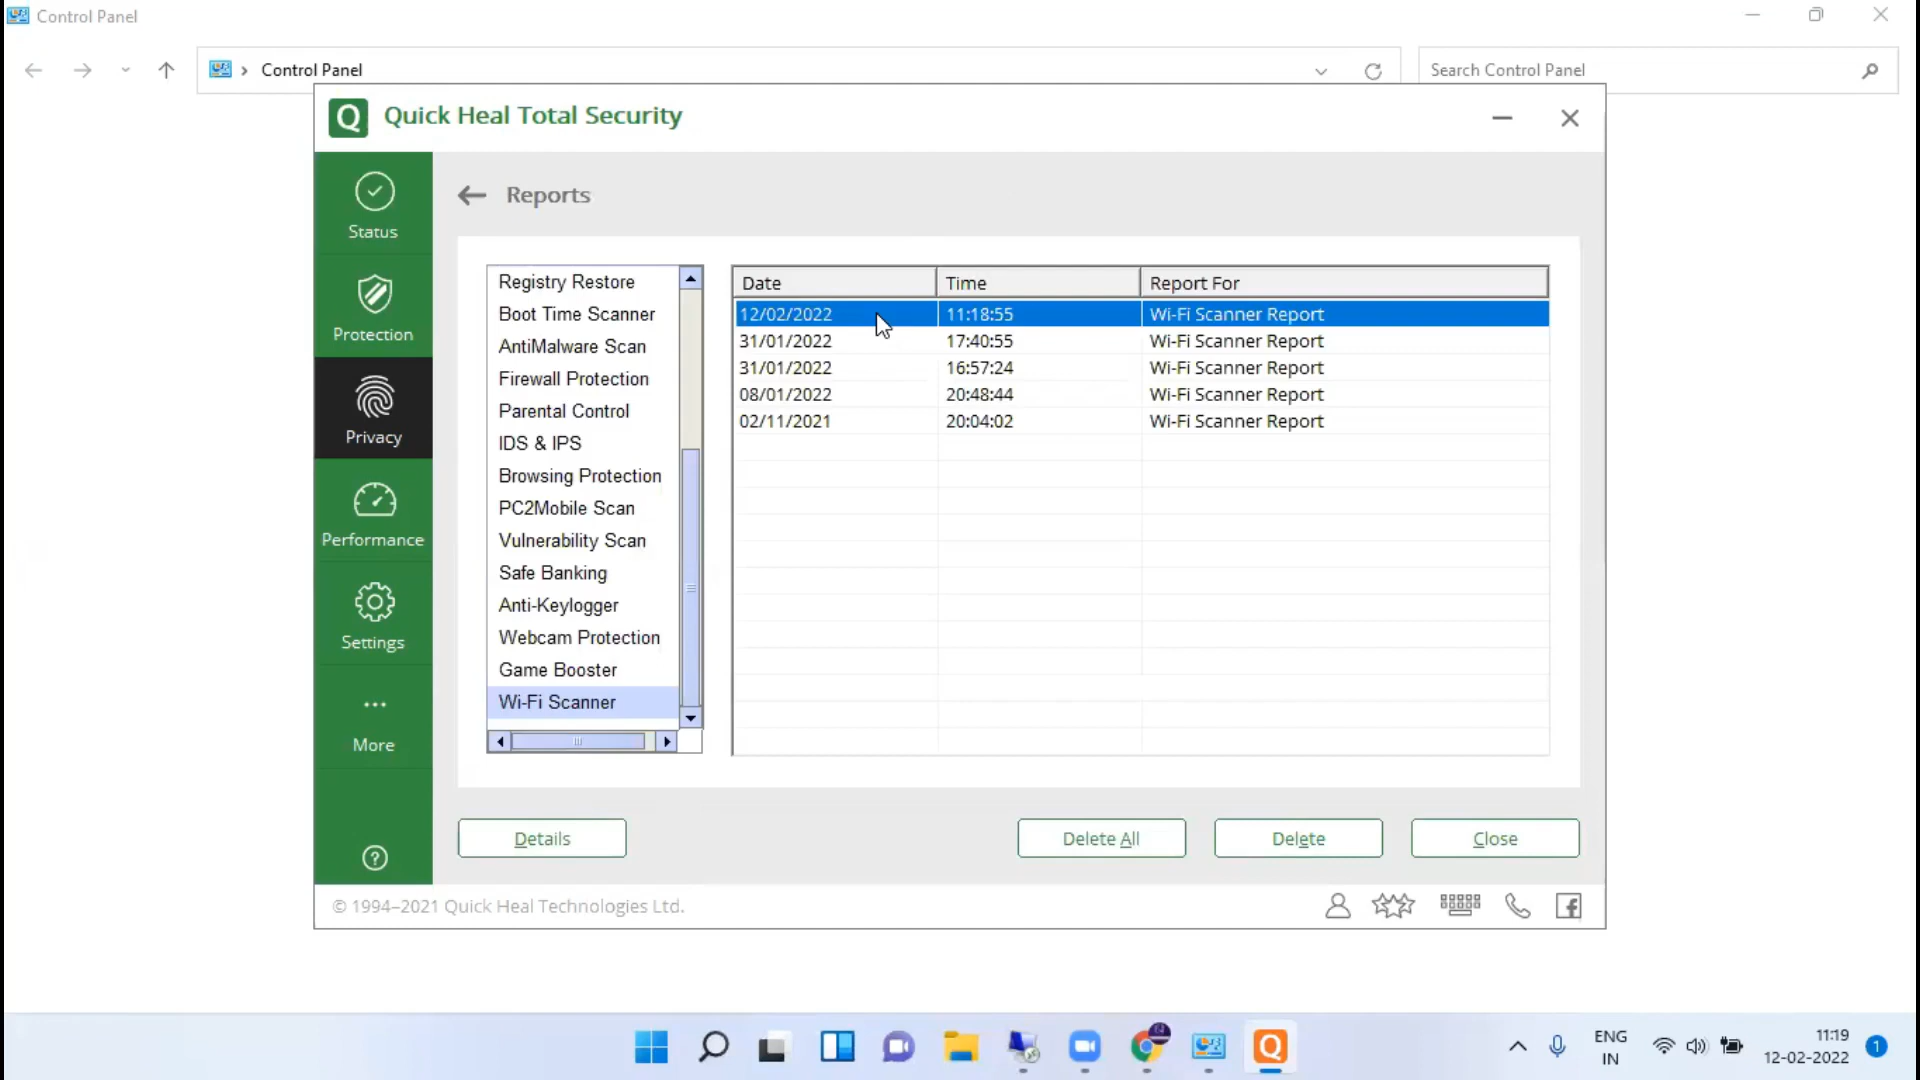 Control Panel
Control Panel
Search Control Panel
Q Quick Heal Total Security
Status
Protection
Privacy
Performance
Settings
More
Reports
Registry Restore
Boot Time Scanner
AntiMalware Scan
Firewall Protection
Parental Control
IDS & IPS
Browsing Protection
PC2Mobile Scan
Vulnerability Scan
Safe Banking
Anti-Keylogger
Webcam Protection
Game Booster
Wi-Fi Scanner
Date Time Report For
12/02/2022 11:18:55 Wi-Fi Scanner Report
31/01/2022 17:40:55 Wi-Fi Scanner Report
31/01/2022 16:57:24 Wi-Fi Scanner Report
08/01/2022 20:48:44 Wi-Fi Scanner Report
02/11/2021 20:04:02 Wi-Fi Scanner Report
Details Delete All Delete Close
© 1994–2021 Quick Heal Technologies Ltd.
Q
ENG
IN
11:19
12-02-2022
1